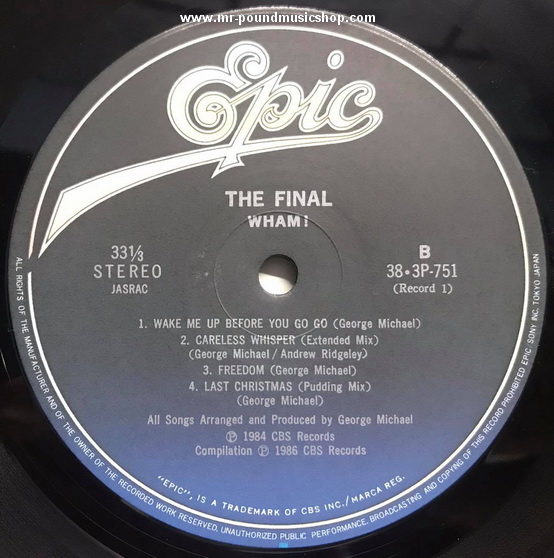 www.mr-poundmusicshop.com
Epic
THE FINAL
WHAM!
33⅓
STEREO
JASRAC
B
38・3P-751
(Record 1)
1. WAKE ME UP BEFORE YOU GO GO (George Michael)
2. CARELESS WHISPER (Extended Mix)
(George Michael/Andrew Ridgeley)
3. FREEDOM (George Michael)
4. LAST CHRISTMAS (Pudding Mix)
(George Michael)
All Songs Arranged and Produced by George Michael
℗ 1984 CBS Records
Compilation ℗ 1986 CBS Records
"EPIC", IS A TRADEMARK OF CBS INC./MARCA REG.
ALL RIGHTS OF THE MANUFACTURER AND OF THE OWNER OF THE RECORDED WORK RESERVED. UNAUTHORIZED PUBLIC PERFORMANCE, BROADCASTING AND COPYING OF THIS RECORD PROHIBITED EPIC/SONY INC. TOKYO JAPAN